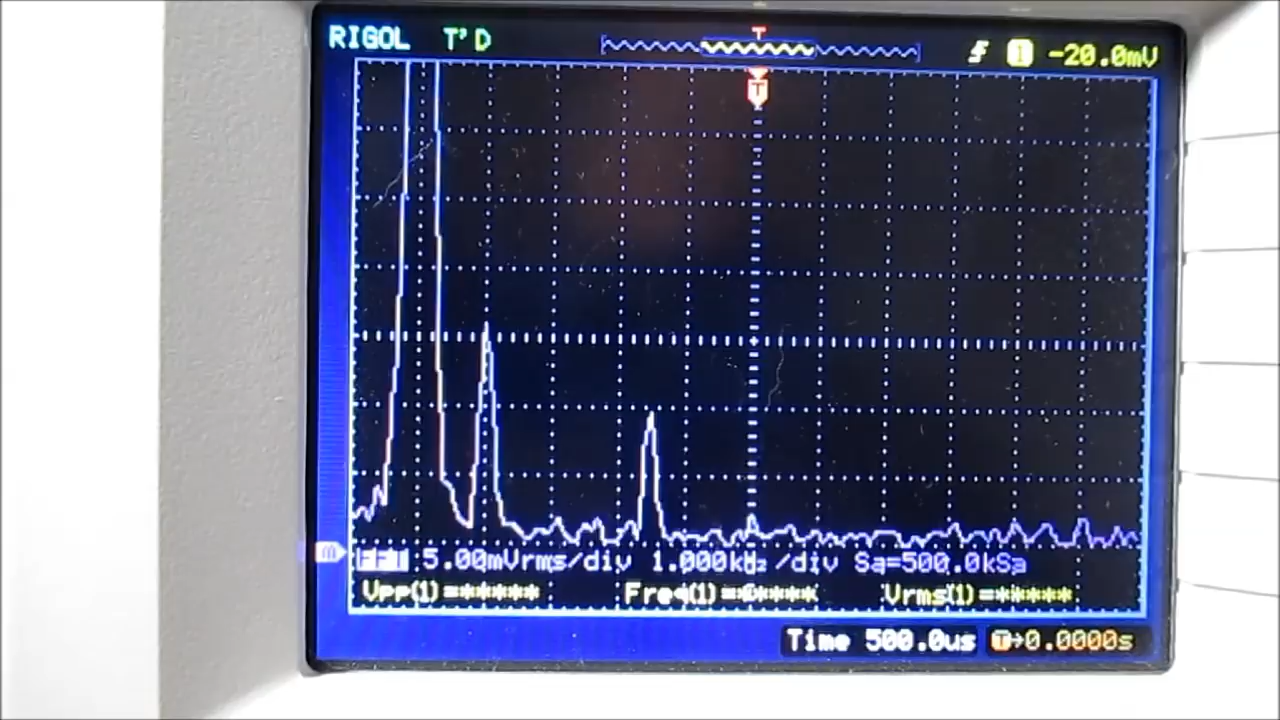 RIGOL T'D T 1 -20.0mV
T
FFT 5.00mVrms/div 1.000kHz/div Sa=500.0kSa
Vpp(1)=***** Freq(1)=***** Vrms(1)=*****
Time 500.0us T→0.0000s